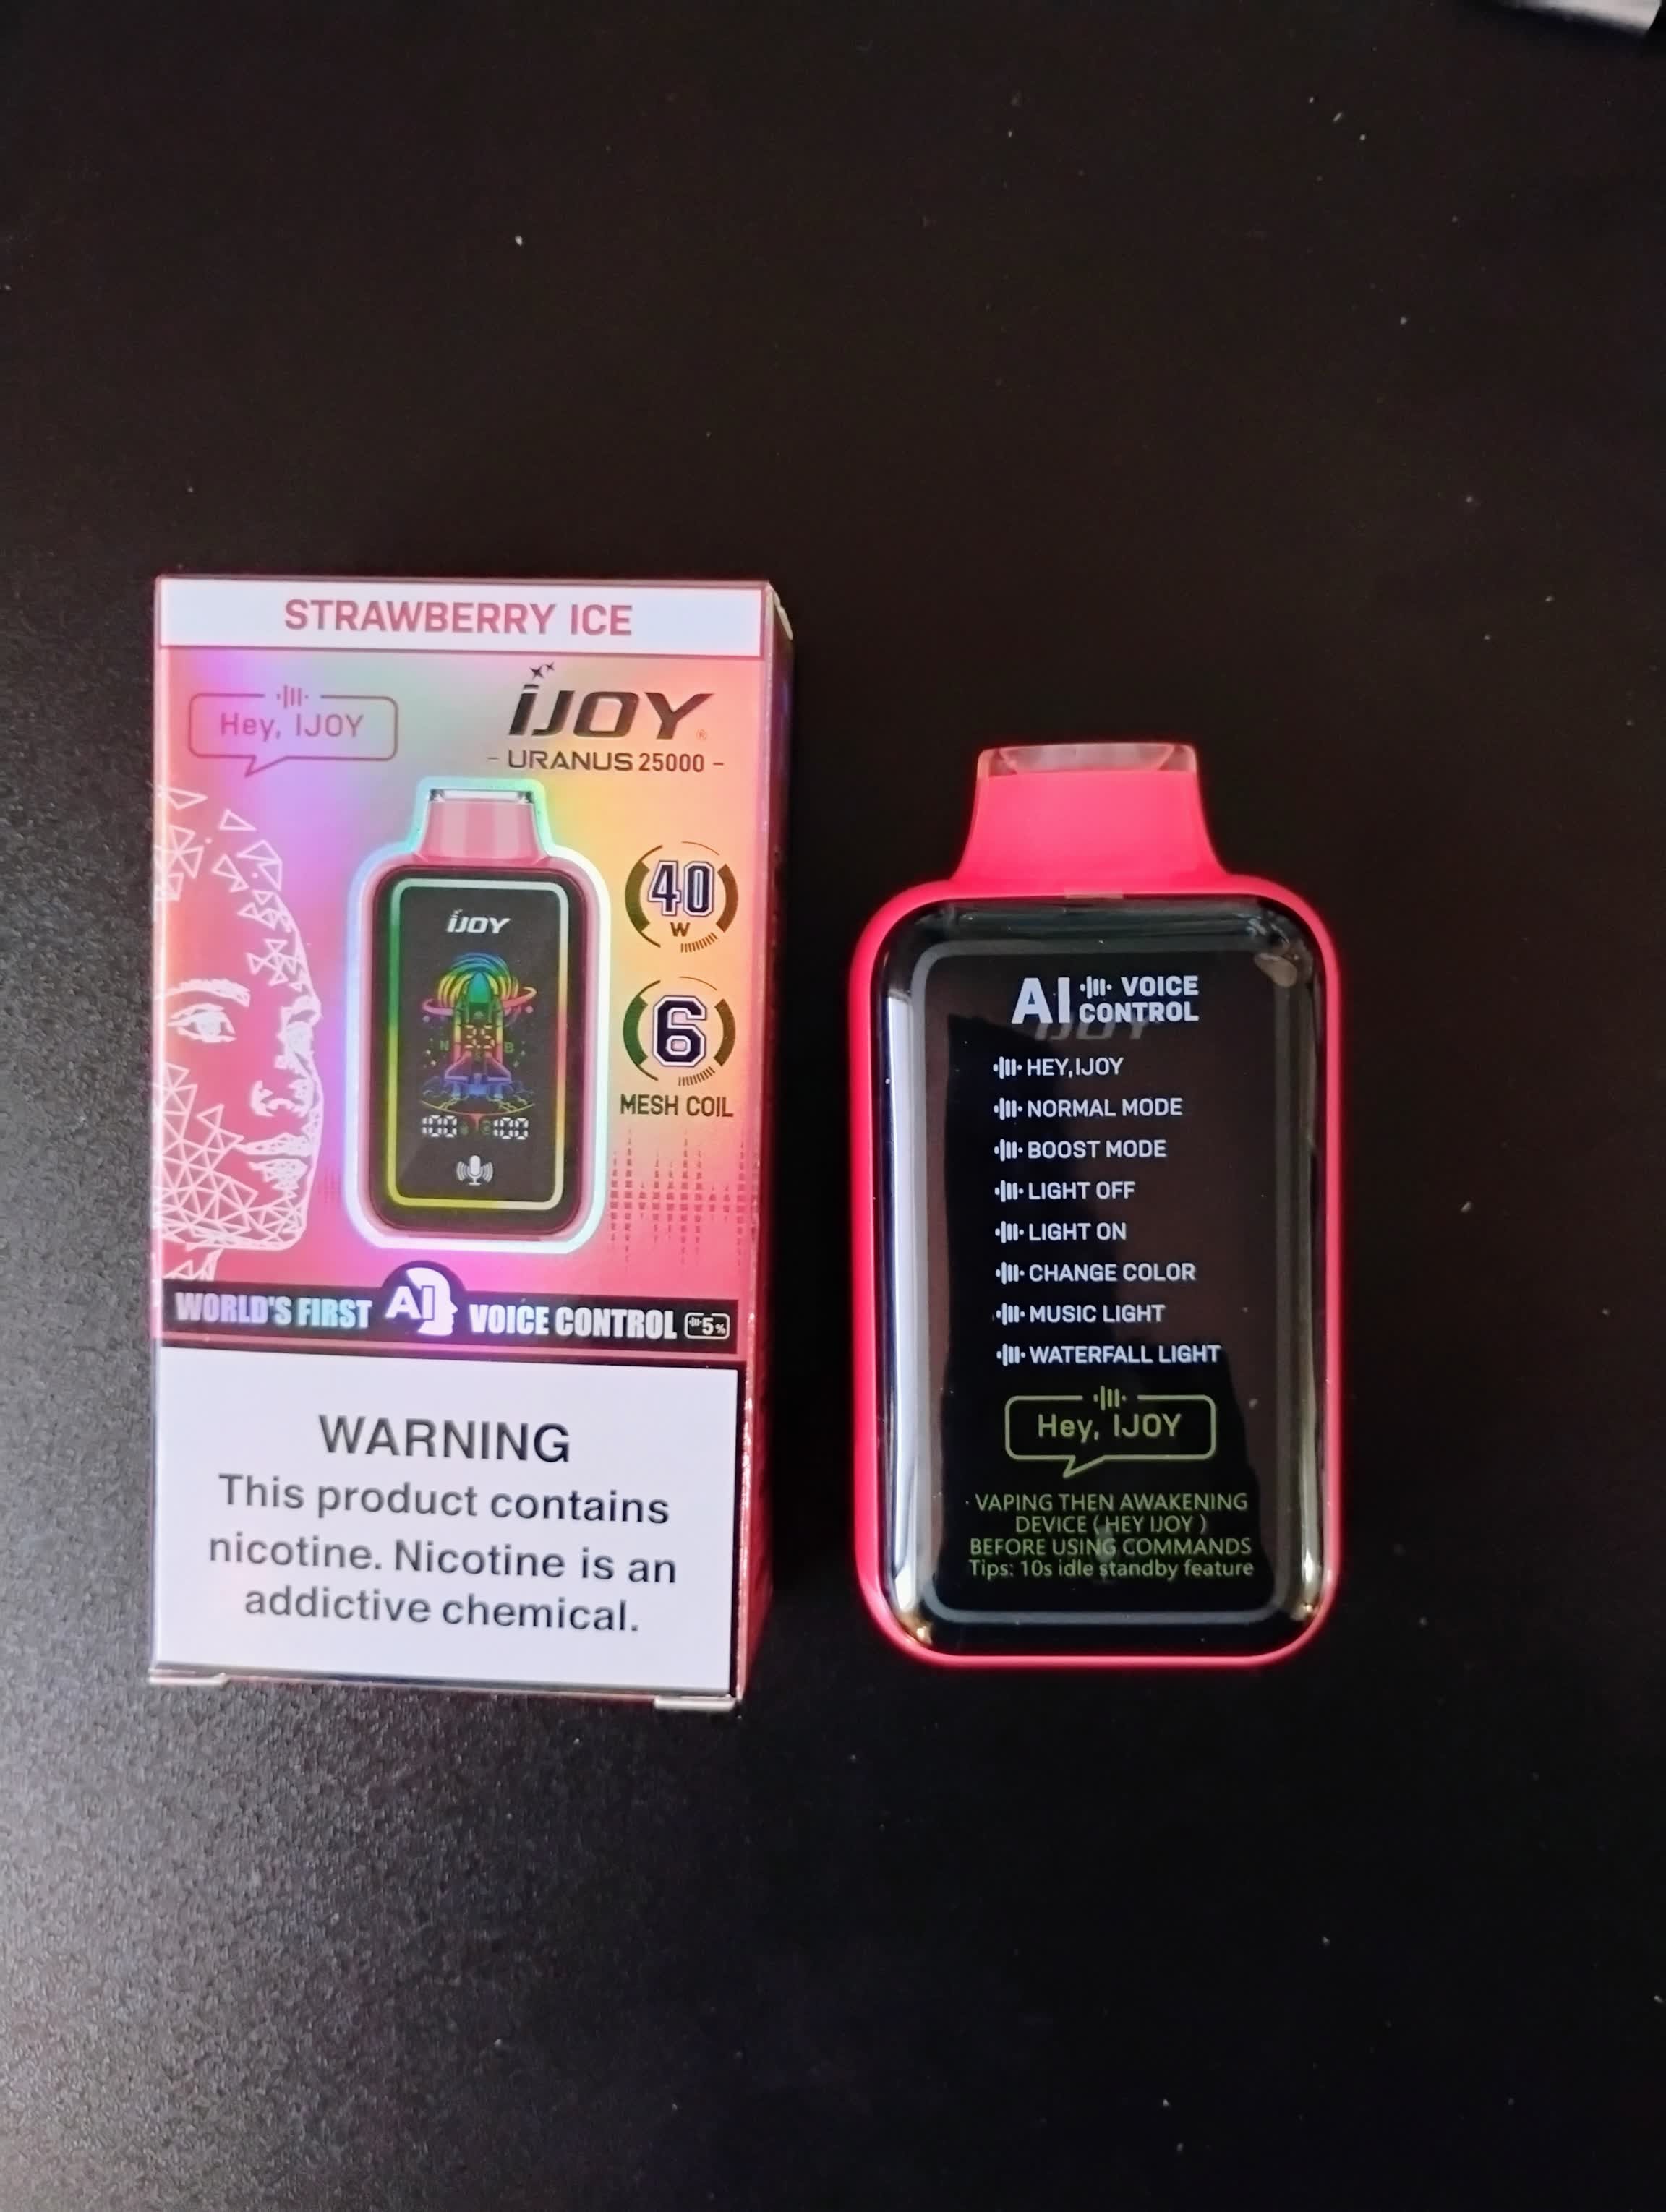 STRAWBERRY ICE
Hey, IJOY
iJOY®
- URANUS 25000 -
40
W
iJOY
6
MESH COIL
100 100
WORLD'S FIRST AI VOICE CONTROL 5%
WARNING
This product contains
nicotine. Nicotine is an
addictive chemical.
AI VOICE
CONTROL
IJOY
HEY,IJOY
NORMAL MODE
BOOST MODE
LIGHT OFF
LIGHT ON
CHANGE COLOR
MUSIC LIGHT
WATERFALL LIGHT
Hey, IJOY
· VAPING THEN AWAKENING
DEVICE ( HEY IJOY )
BEFORE USING COMMANDS
Tips: 10s idle standby feature